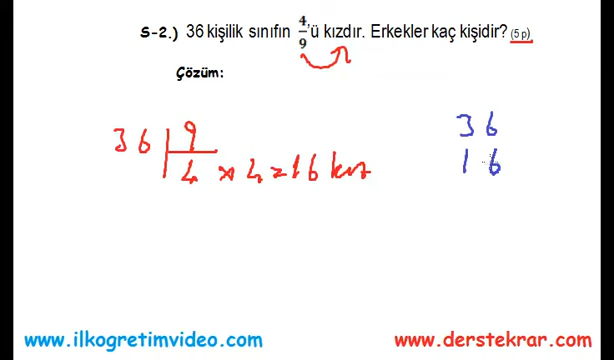 S-2.) 36 kişilik sınıfın 4/9'ü kızdır. Erkekler kaç kişidir? (5 p)
Çözüm:
36 | 9
4 x 4 = 16 kız
36
16
www.ilkogretimvideo.com
www.derstekrar.com